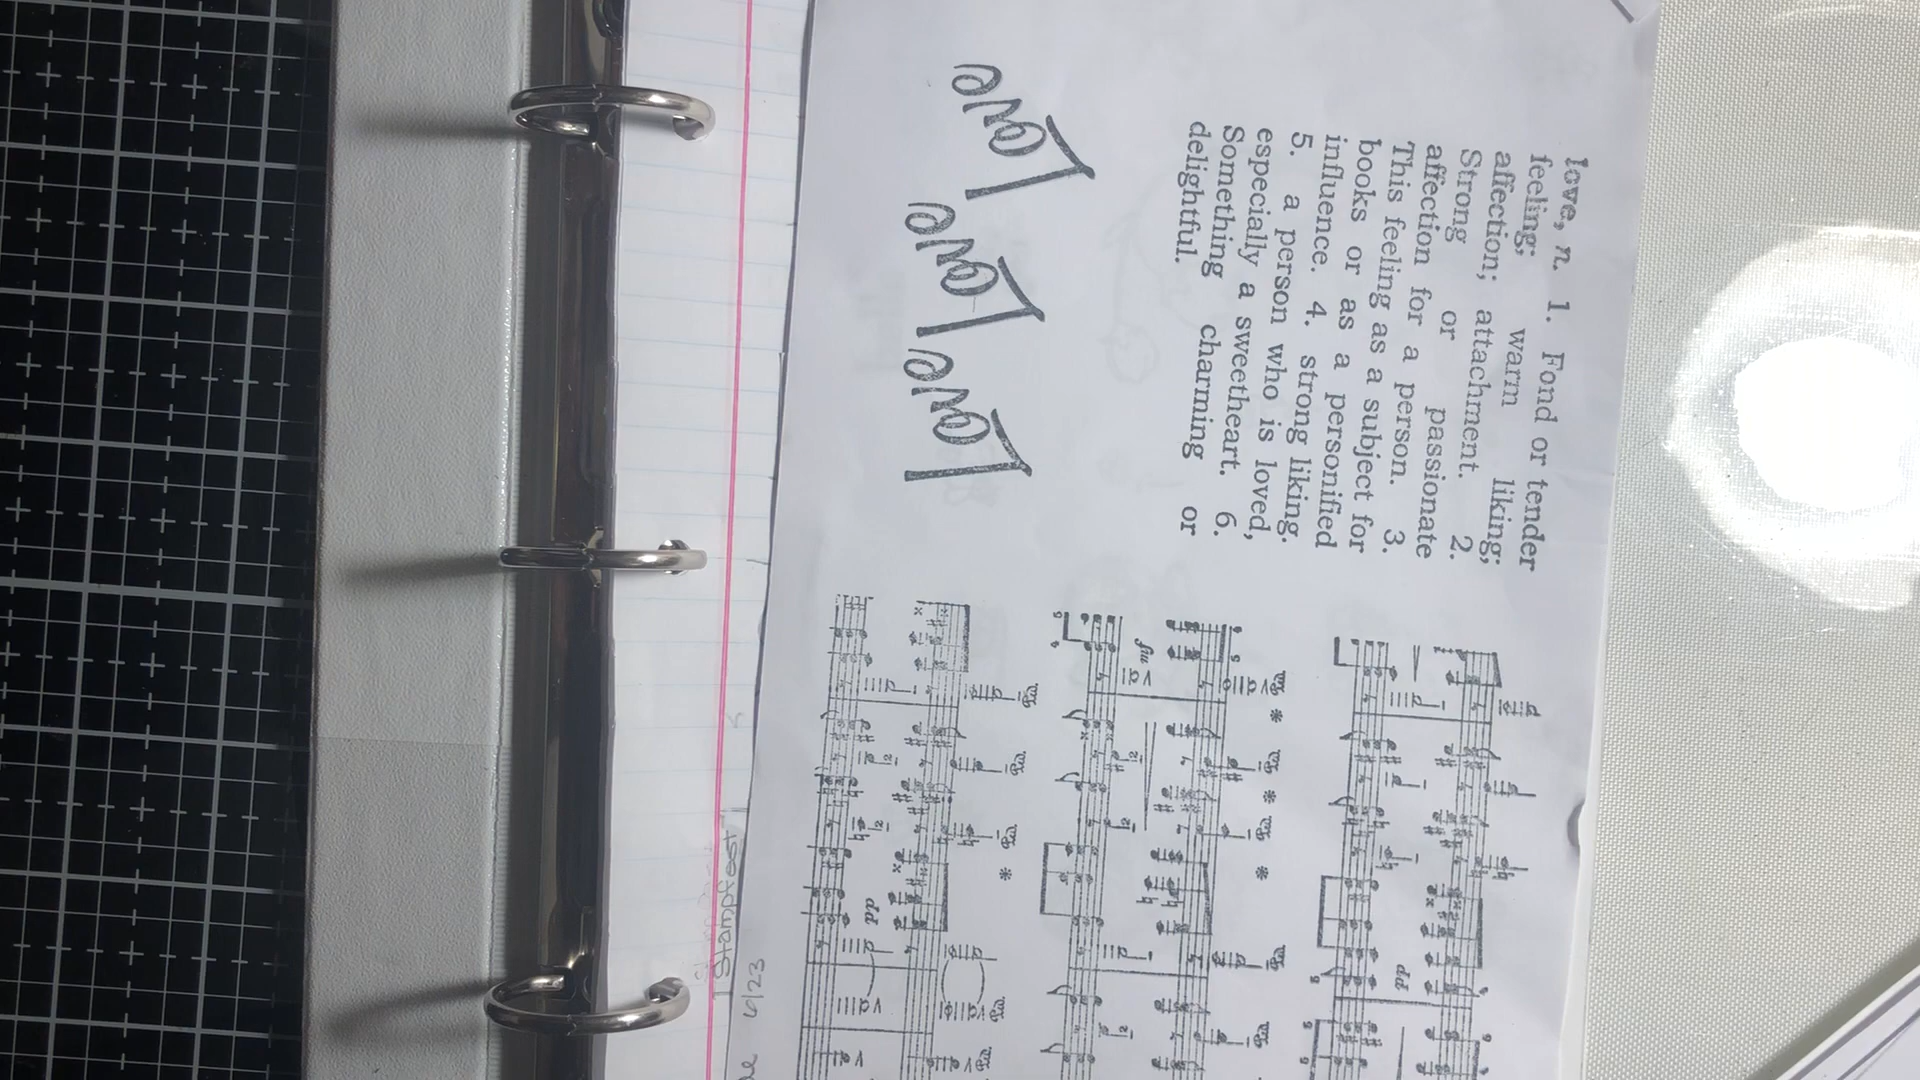 love, n. 1. Fond or tender
feeling; warm liking;
affection; attachment. 2.
Strong or passionate
affection for a person. 3.
This feeling as a subject for
books or as a personified
influence. 4. strong liking.
5. a person who is loved,
especially a sweetheart. 6.
Something charming or
delightful.
Love Love Love
Stampfest
6/23